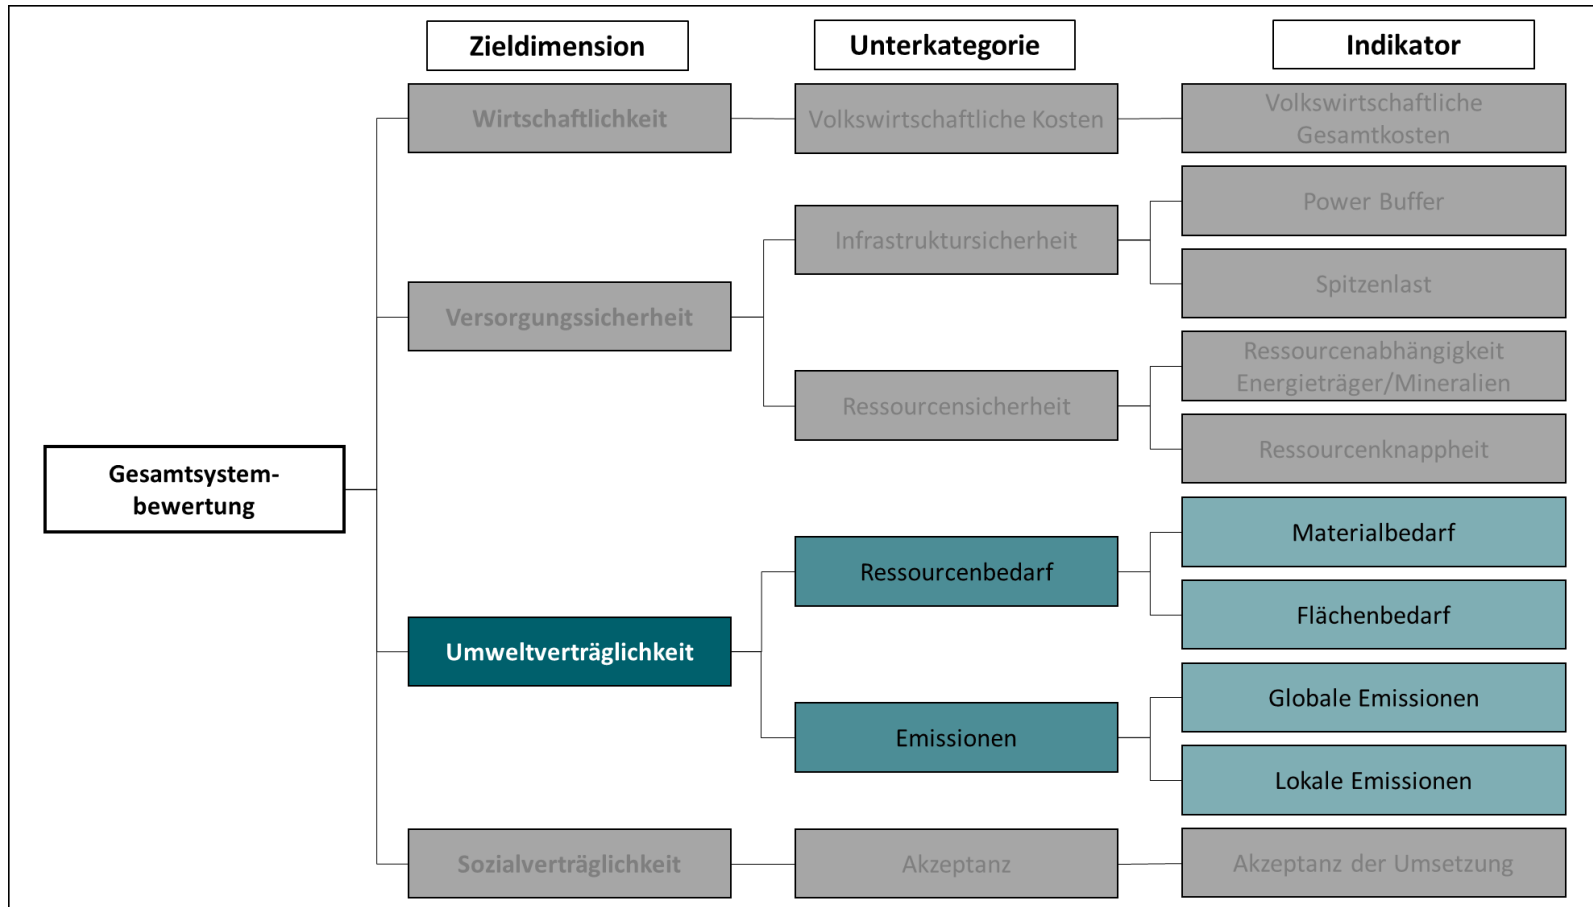 Zieldimension
Unterkategorie
Indikator
Wirtschaftlichkeit
Volkswirtschaftliche Kosten
Volkswirtschaftliche
Gesamtkosten
Versorgungssicherheit
Infrastruktursicherheit
Power Buffer
Spitzenlast
Ressourcensicherheit
Ressourcenabhängigkeit
Energieträger/Mineralien
Ressourcenknappheit
Gesamtsystem-
bewertung
Umweltverträglichkeit
Ressourcenbedarf
Materialbedarf
Flächenbedarf
Emissionen
Globale Emissionen
Lokale Emissionen
Sozialverträglichkeit
Akzeptanz
Akzeptanz der Umsetzung